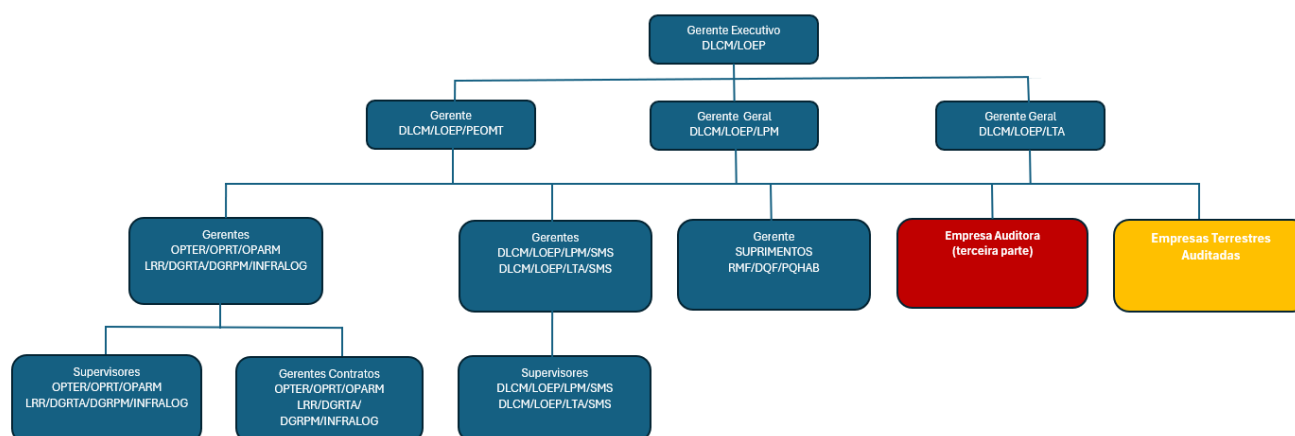 Gerente Executivo
DLCM/LOEP
Gerente
DLCM/LOEP/PEOMT
Gerente Geral
DLCM/LOEP/LPM
Gerente Geral
DLCM/LOEP/LTA
Gerentes
OPTER/OPRT/OPARM
LRR/DGRTA/DGRPM/INFRALOG
Gerentes
DLCM/LOEP/LPM/SMS
DLCM/LOEP/LTA/SMS
Gerente
SUPRIMENTOS
RMF/DQF/PQHAB
Empresa Auditora
(terceira parte)
Empresas Terrestres
Auditadas
Supervisores
OPTER/OPRT/OPARM
LRR/DGRTA/DGRPM/INFRALOG
Gerentes Contratos
OPTER/OPRT/OPARM
LRR/DGRTA/
DGRPM/INFRALOG
Supervisores
DLCM/LOEP/LPM/SMS
DLCM/LOEP/LTA/SMS